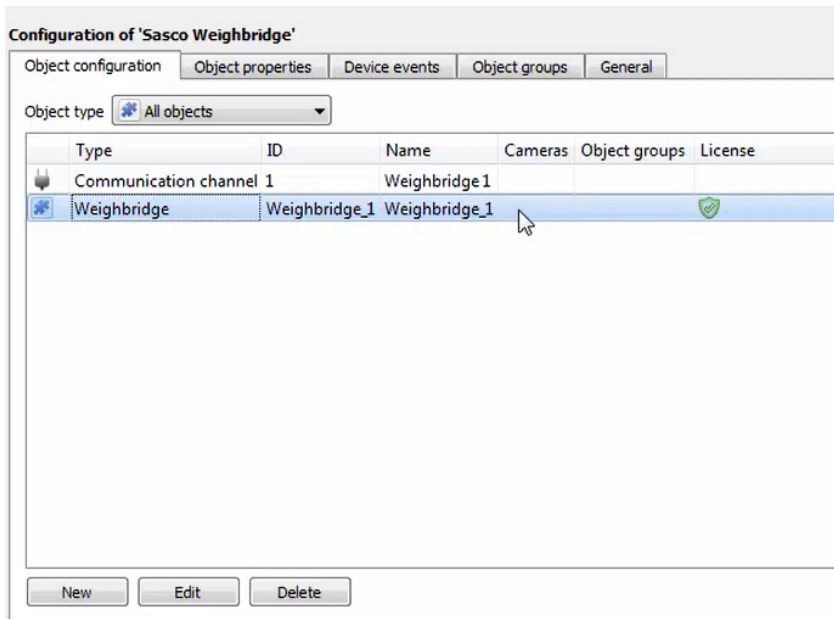 Configuration of 'Sasco Weighbridge'
Object configuration Object properties Device events Object groups General
Object type All objects
Type ID Name Cameras Object groups License
Communication channel 1 Weighbridge 1
Weighbridge Weighbridge_1 Weighbridge_1
New Edit Delete